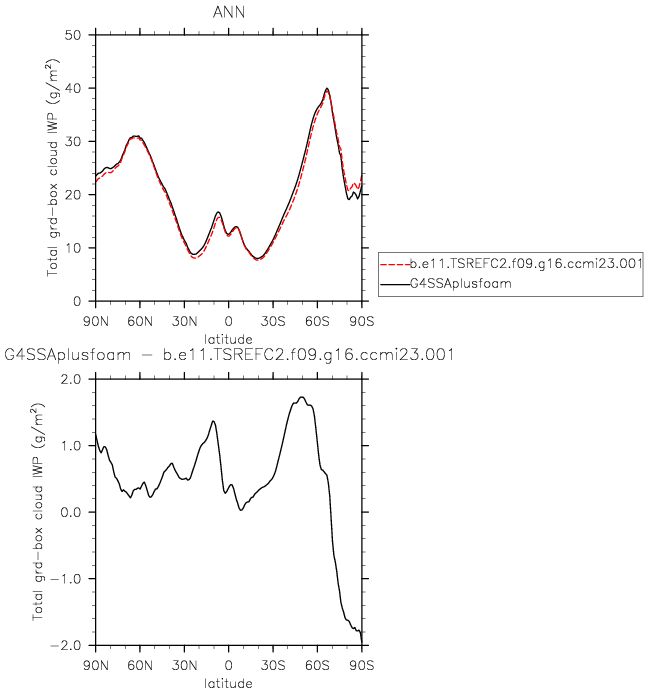 ANN
Total grd-box cloud IWP (g/m²)
50
40
30
20
10
0
90N 60N 30N 0 30S 60S 90S
latitude
b.e11.TSREFC2.f09.g16.ccmi23.001
G4SSAplusfoam
G4SSAplusfoam - b.e11.TSREFC2.f09.g16.ccmi23.001
Total grd-box cloud IWP (g/m²)
2.0
1.0
0.0
-1.0
-2.0
90N 60N 30N 0 30S 60S 90S
latitude